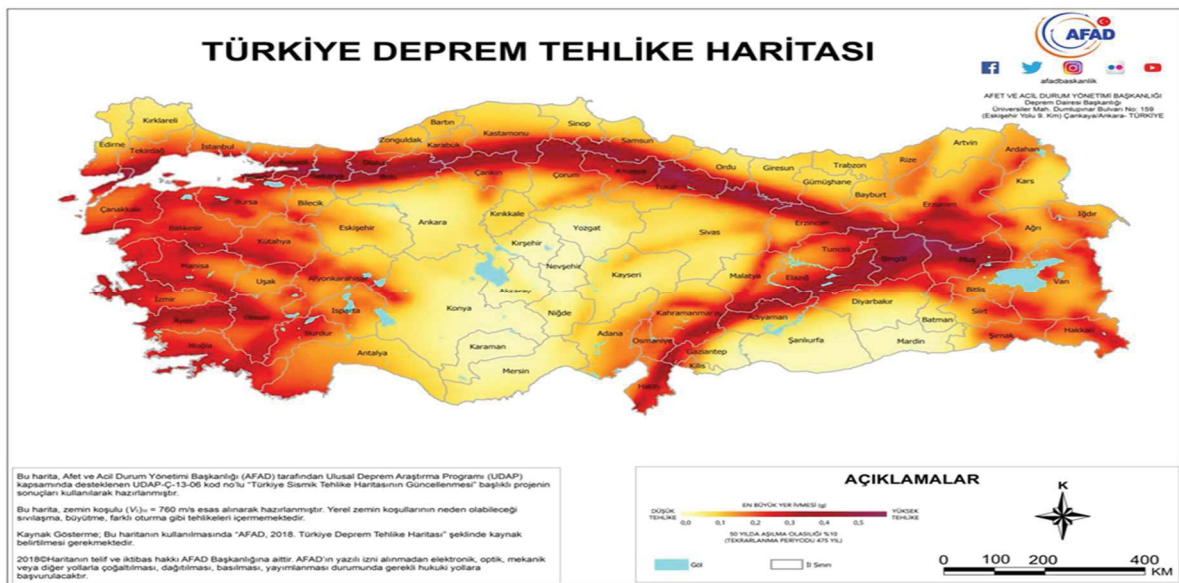 TÜRKİYE DEPREM TEHLİKE HARİTASI
AFAD
afadbaskanlik
AFET VE ACİL DURUM YÖNETİMİ BAŞKANLIĞI
Deprem Dairesi Başkanlığı
Üniversiteler Mah. Dumlupınar Bulvarı No: 159
(Eskişehir Yolu 9. Km) Çankaya/Ankara- TÜRKİYE
Kırklareli
Edirne
Tekirdağ
İstanbul
Bartın
Zonguldak
Karabük
Kastamonu
Sinop
Samsun
Ordu
Giresun
Trabzon
Rize
Artvin
Ardahan
Kars
Gümüşhane
Bayburt
Erzurum
Iğdır
Ağrı
Çankırı
Çorum
Tokat
Erzincan
Çanakkale
Balıkesir
Bursa
Bilecik
Eskişehir
Ankara
Kırıkkale
Yozgat
Sivas
Tunceli
Bingöl
Muş
Kütahya
Kırşehir
Manisa
Uşak
Afyonkarahisar
Nevşehir
Kayseri
Malatya
Elazığ
Bitlis
Van
Aksaray
İzmir
Aydın
Isparta
Konya
Niğde
Kahramanmaraş
Adıyaman
Diyarbakır
Batman
Siirt
Hakkari
Şırnak
Muğla
Burdur
Antalya
Karaman
Mersin
Adana
Osmaniye
Gaziantep
Kilis
Şanlıurfa
Mardin
Hatay
Bu harita, Afet ve Acil Durum Yönetimi Başkanlığı (AFAD) tarafından Ulusal Deprem Araştırma Programı (UDAP)
kapsamında desteklenen UDAP-Ç-13-06 kod no'lu "Türkiye Sismik Tehlike Haritasının Güncellenmesi" başlıklı projenin
sonuçları kullanılarak hazırlanmıştır.
Bu harita, zemin koşulu (Vs)30 = 760 m/s esas alınarak hazırlanmıştır. Yerel zemin koşullarının neden olabileceği
sıvılaşma, büyütme, farklı oturma gibi tehlikeleri içermemektedir.
Kaynak Gösterme; Bu haritanın kullanılmasında "AFAD, 2018. Türkiye Deprem Tehlike Haritası" şeklinde kaynak
belirtilmesi gerekmektedir.
2018©Haritanın telif ve iktibas hakkı AFAD Başkanlığına aittir. AFAD'ın yazılı izni alınmadan elektronik, optik, mekanik
veya diğer yollarla çoğaltılması, dağıtılması, basılması, yayımlanması durumunda gerekli hukuki yollara
başvurulacaktır.
AÇIKLAMALAR
EN BÜYÜK YER İVMESİ (g)
DÜŞÜK TEHLİKE
YÜKSEK TEHLİKE
0,0 0,1 0,2 0,3 0,4 0,5
50 YILDA AŞILMA OLASILIĞI %10
(TEKRARLANMA PERİYODU 475 YIL)
Göl
İl Sınırı
K
0 100 200 400
KM